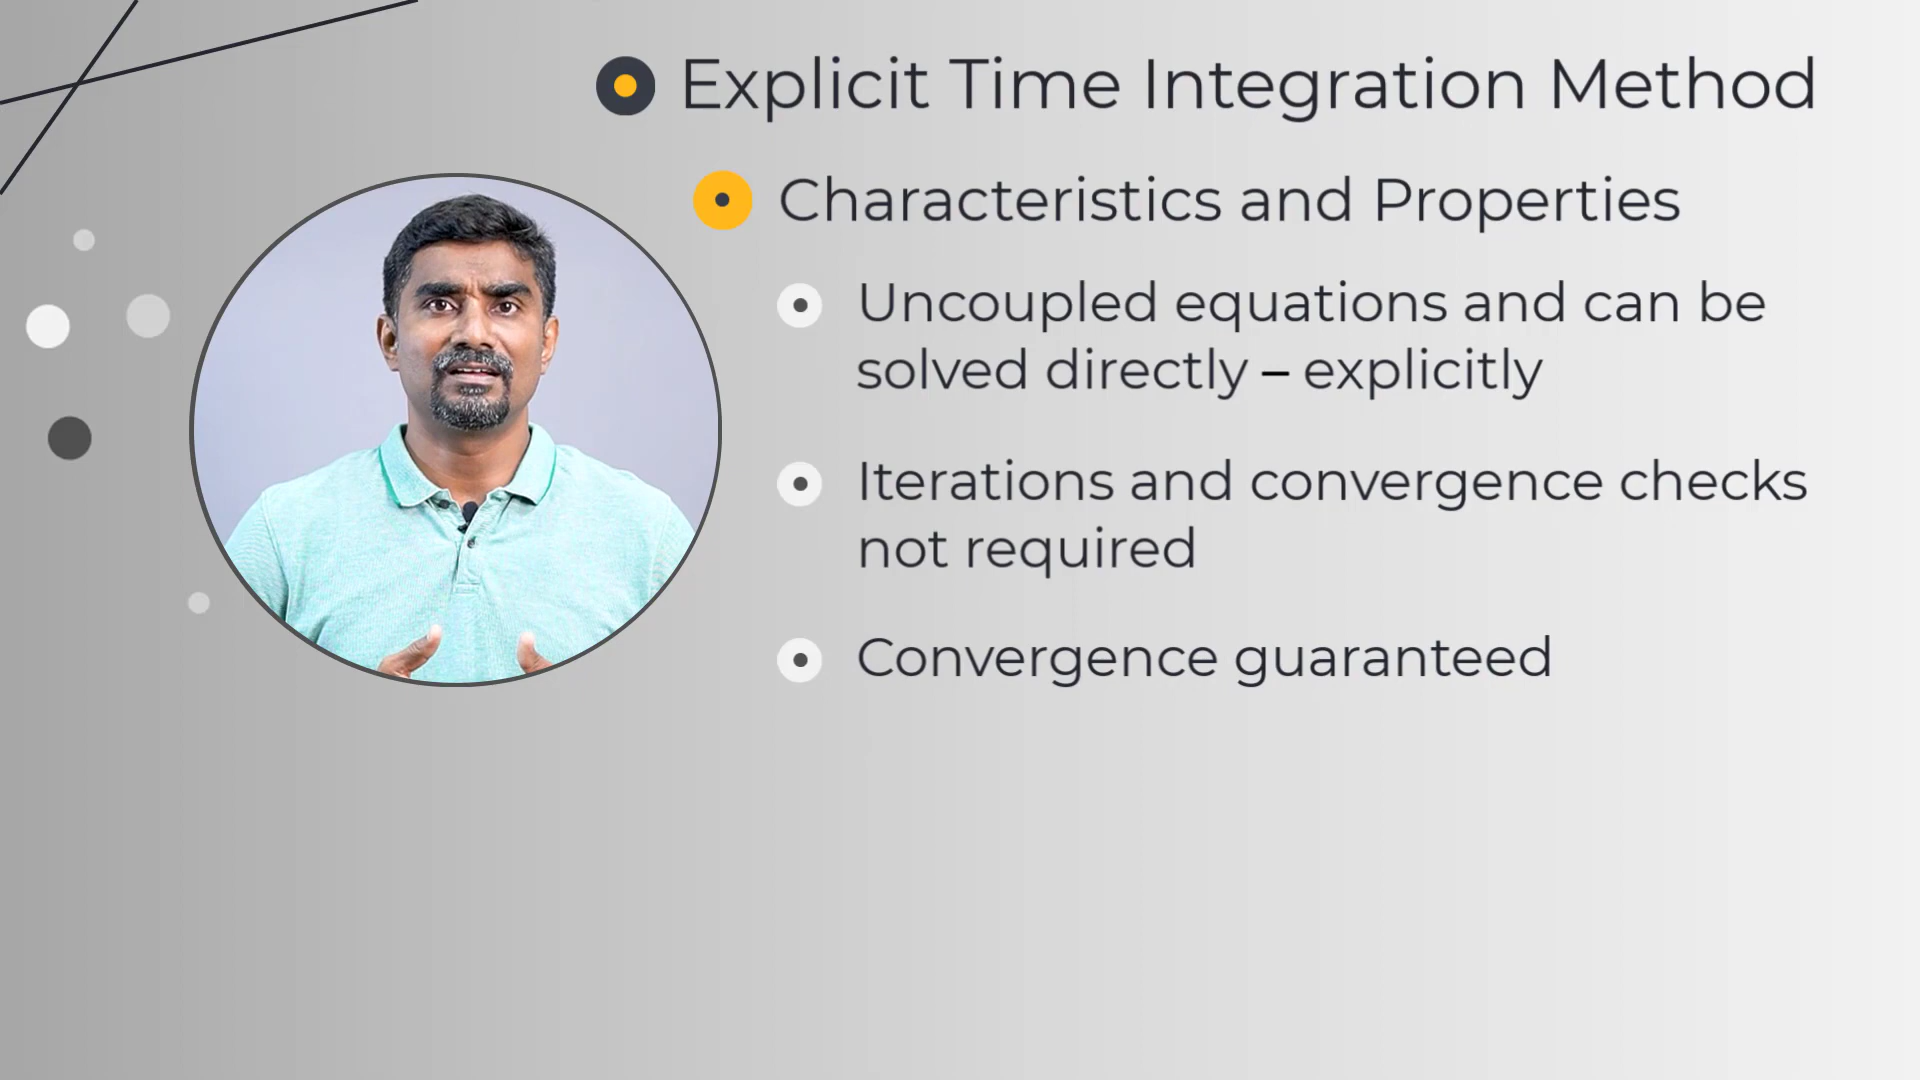 Explicit Time Integration Method
Characteristics and Properties
Uncoupled equations and can be
solved directly – explicitly
Iterations and convergence checks
not required
Convergence guaranteed